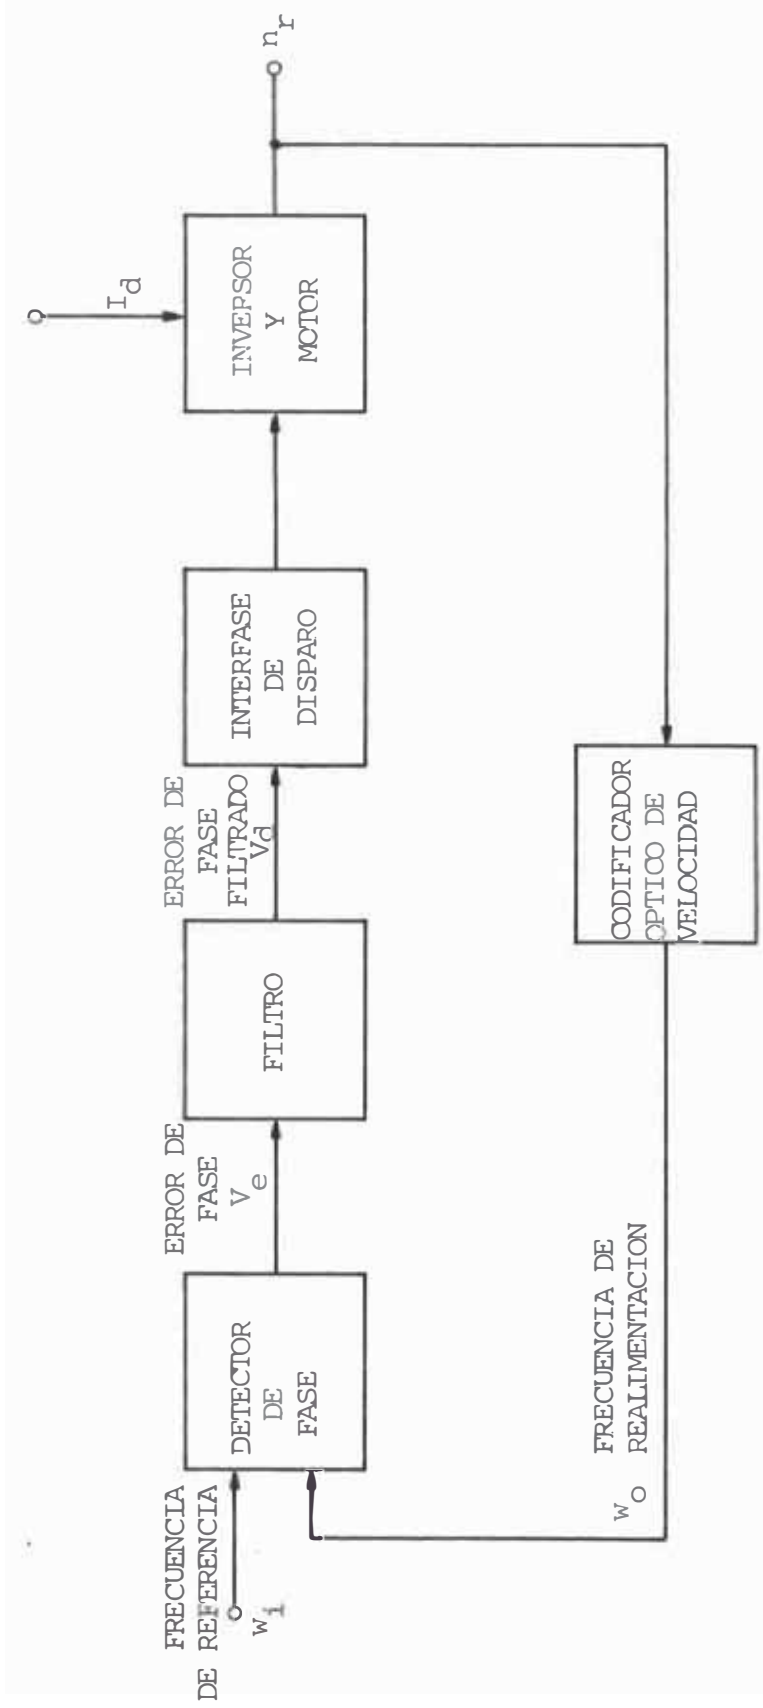 FRECUENCIA
DE REFERENCIA
w_i
DETECTOR
DE
FASE
ERROR DE
FASE
V_e
FILTRO
ERROR DE
FASE
FILTRADO
V_d
INTERFASE
DE
DISPARO
I_d
INVEPSOR
Y
MOTOR
n_r
FRECUENCIA DE
REALIMENTACION
w_o
CODIFICADOR
OPTICO DE
VELOCIDAD